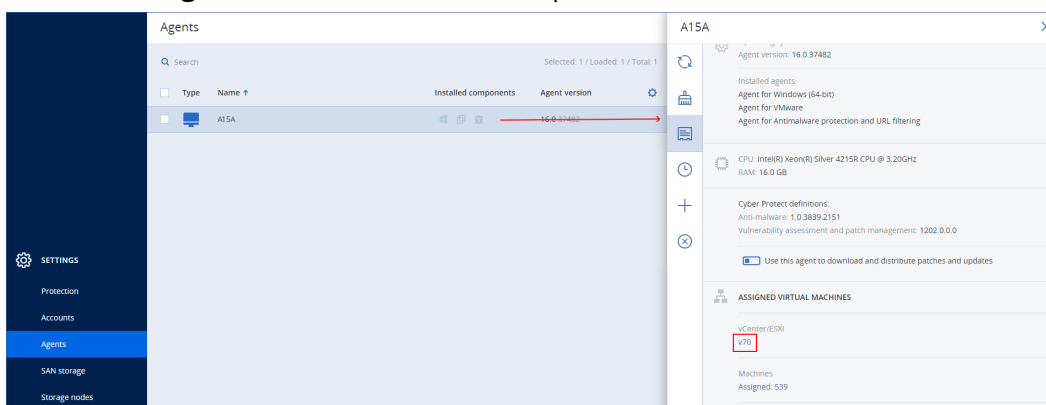 Agents
Search
Selected: 1 / Loaded: 1 / Total: 1
Type Name ↑ Installed components Agent version
A15A 16.0.37482
SETTINGS
Protection
Accounts
Agents
SAN storage
Storage nodes
A15A
Agent version: 16.0.37482
Installed agents:
Agent for Windows (64-bit)
Agent for VMware
Agent for Antimalware protection and URL filtering
CPU: Intel(R) Xeon(R) Silver 4215R CPU @ 3.20GHz
RAM: 16.0 GB
Cyber Protect definitions:
Anti-malware: 1.0.3839.2151
Vulnerability assessment and patch management: 1202.0.0.0
Use this agent to download and distribute patches and updates
ASSIGNED VIRTUAL MACHINES
vCenter/ESXi
v70
Machines
Assigned: 539